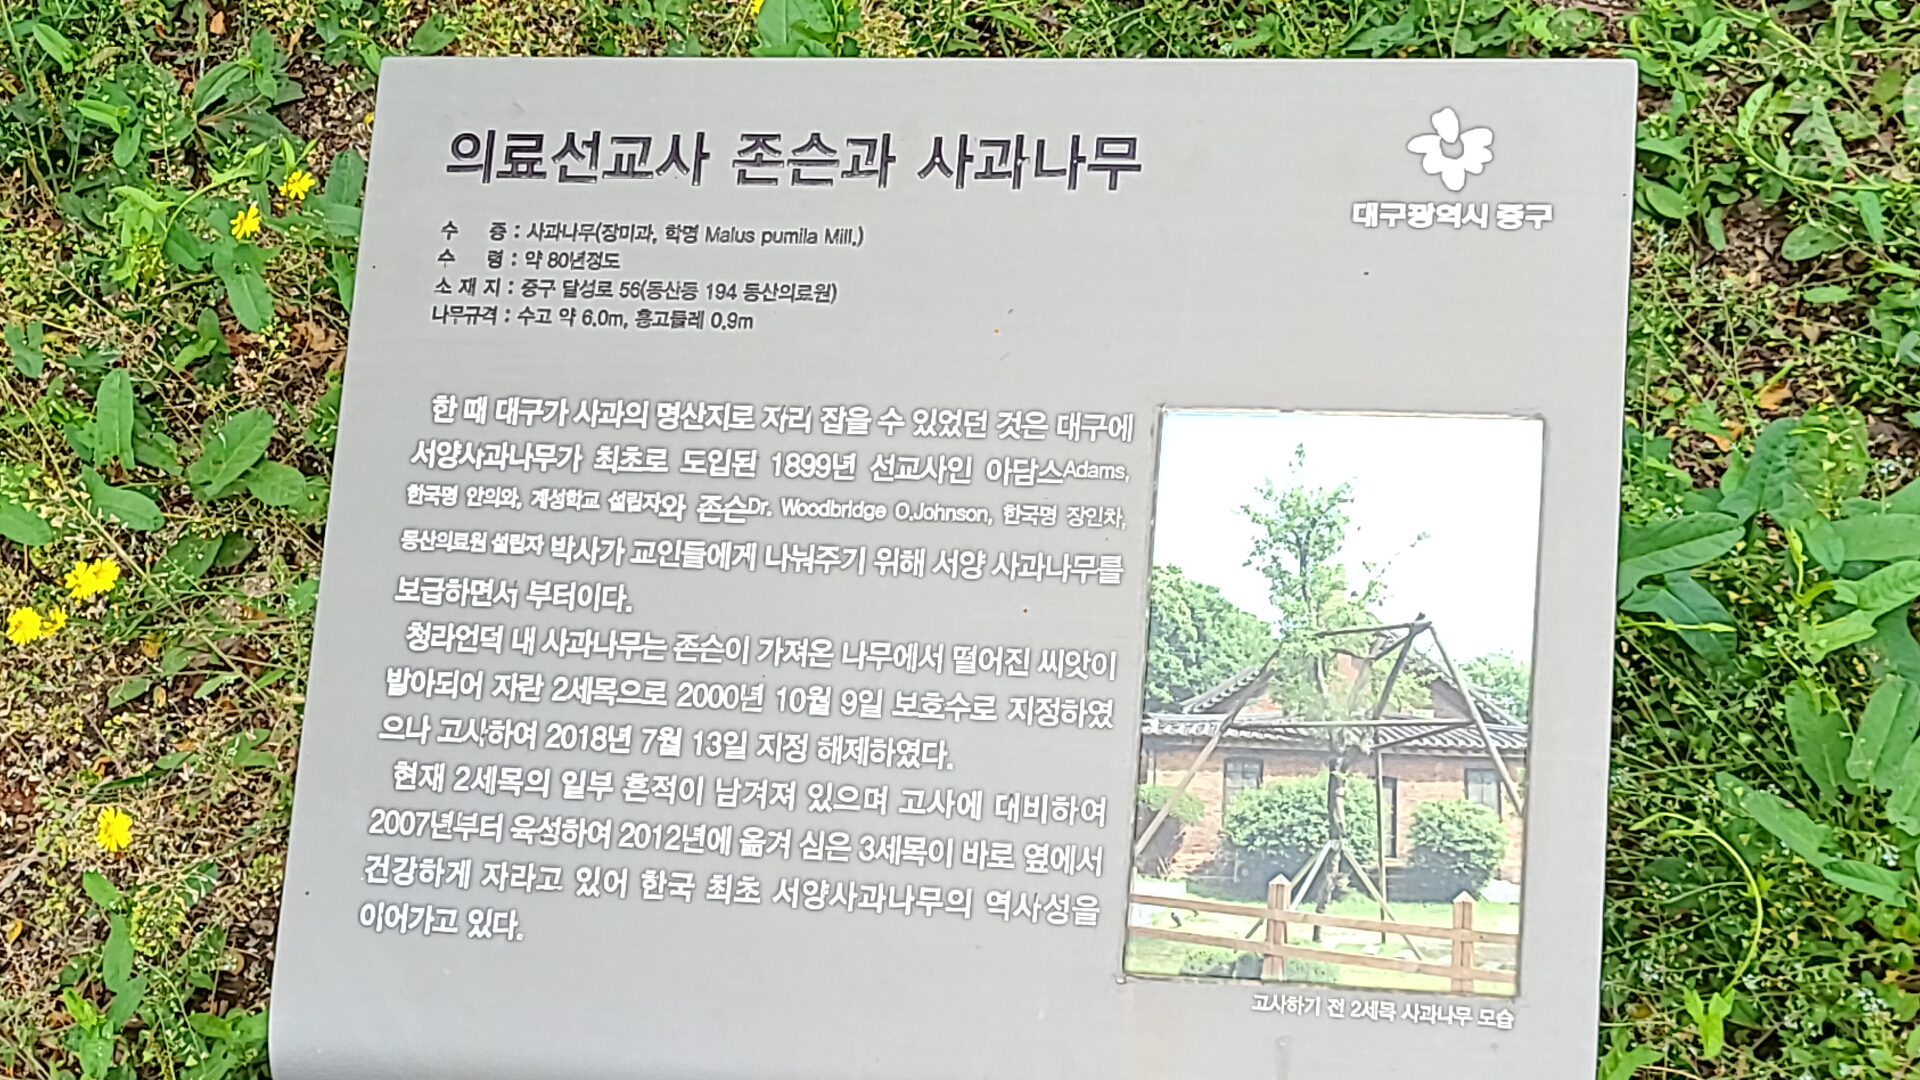 의료선교사 존슨과 사과나무
대구광역시 중구
수 종 : 사과나무(장미과, 학명 Malus pumila Mill.)
수 령 : 약 80년정도
소 재 지 : 중구 달성로 56(동산동 194 동산의료원)
나무규격 : 수고 약 6.0m, 흉고둘레 0.9m
한 때 대구가 사과의 명산지로 자리 잡을 수 있었던 것은 대구에
서양사과나무가 최초로 도입된 1899년 선교사인 아담스Adams,
한국명 안의와, 계성학교 설립자와 존슨Dr. Woodbridge O.Johnson, 한국명 장인차,
동산의료원 설립자 박사가 교인들에게 나눠주기 위해 서양 사과나무를
보급하면서 부터이다.
청라언덕 내 사과나무는 존슨이 가져온 나무에서 떨어진 씨앗이
발아되어 자란 2세목으로 2000년 10월 9일 보호수로 지정하였
으나 고사하여 2018년 7월 13일 지정 해제하였다.
현재 2세목의 일부 흔적이 남겨져 있으며 고사에 대비하여
2007년부터 육성하여 2012년에 옮겨 심은 3세목이 바로 옆에서
건강하게 자라고 있어 한국 최초 서양사과나무의 역사성을
이어가고 있다.
고사하기 전 2세목 사과나무 모습